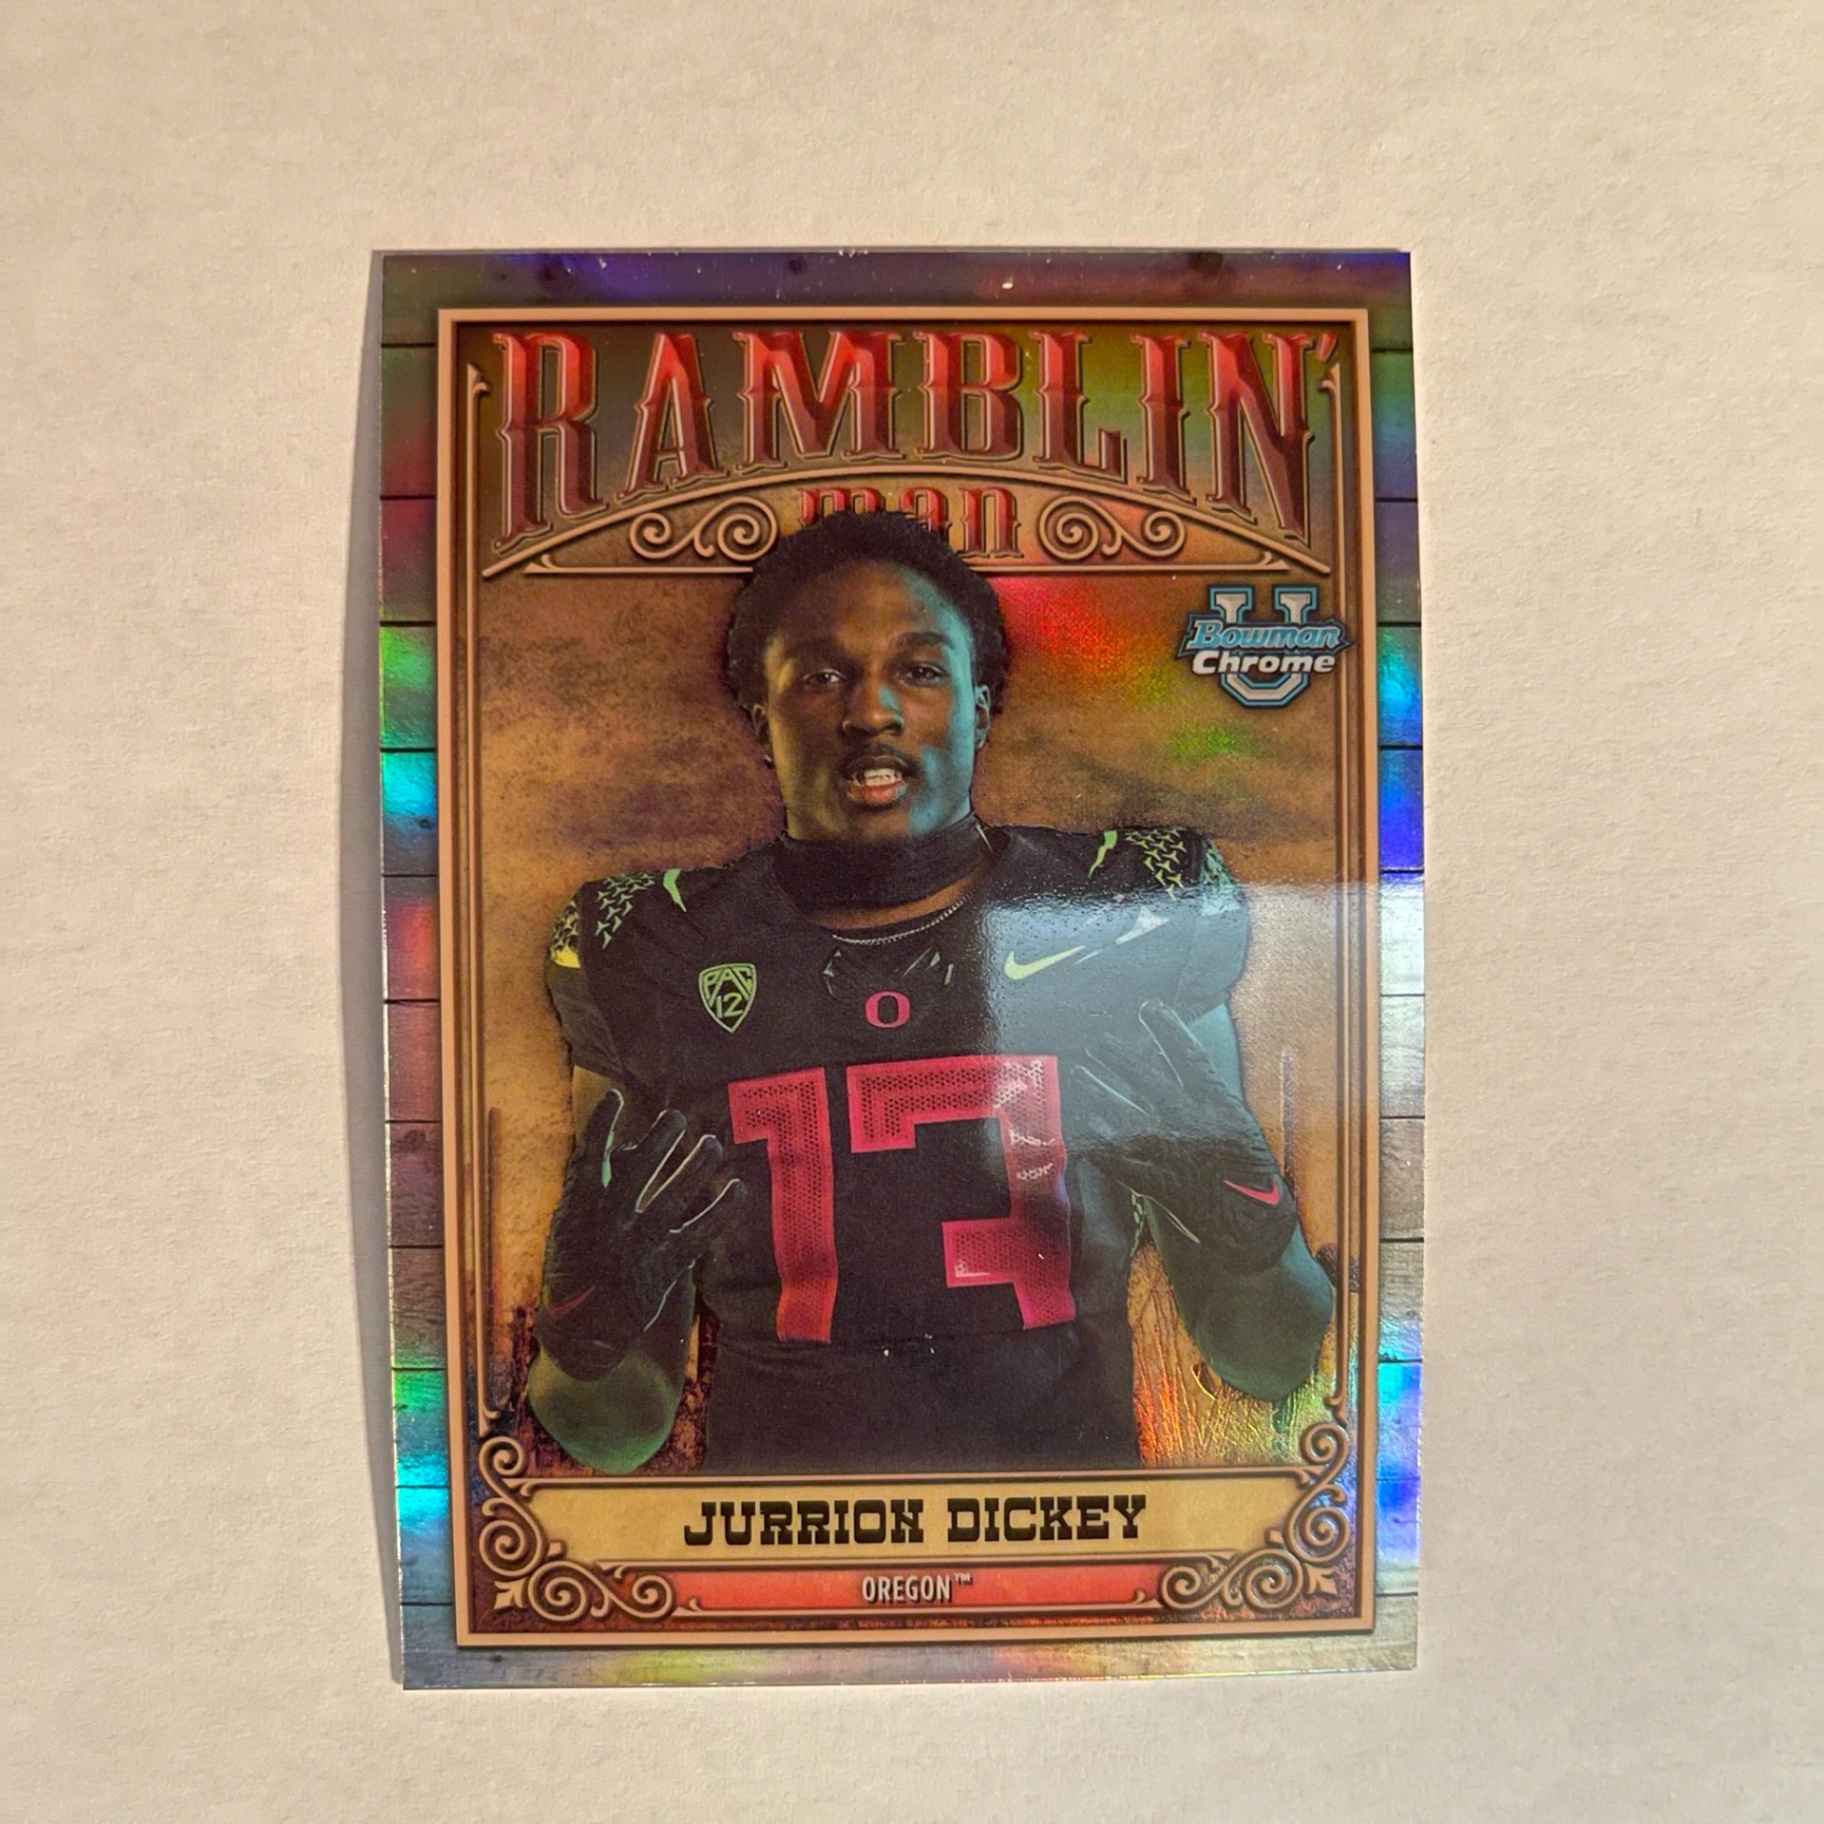 RAMBLIN'
man
U
Bowman
Chrome
PAC
12
O
13
JURRION DICKEY
OREGON™